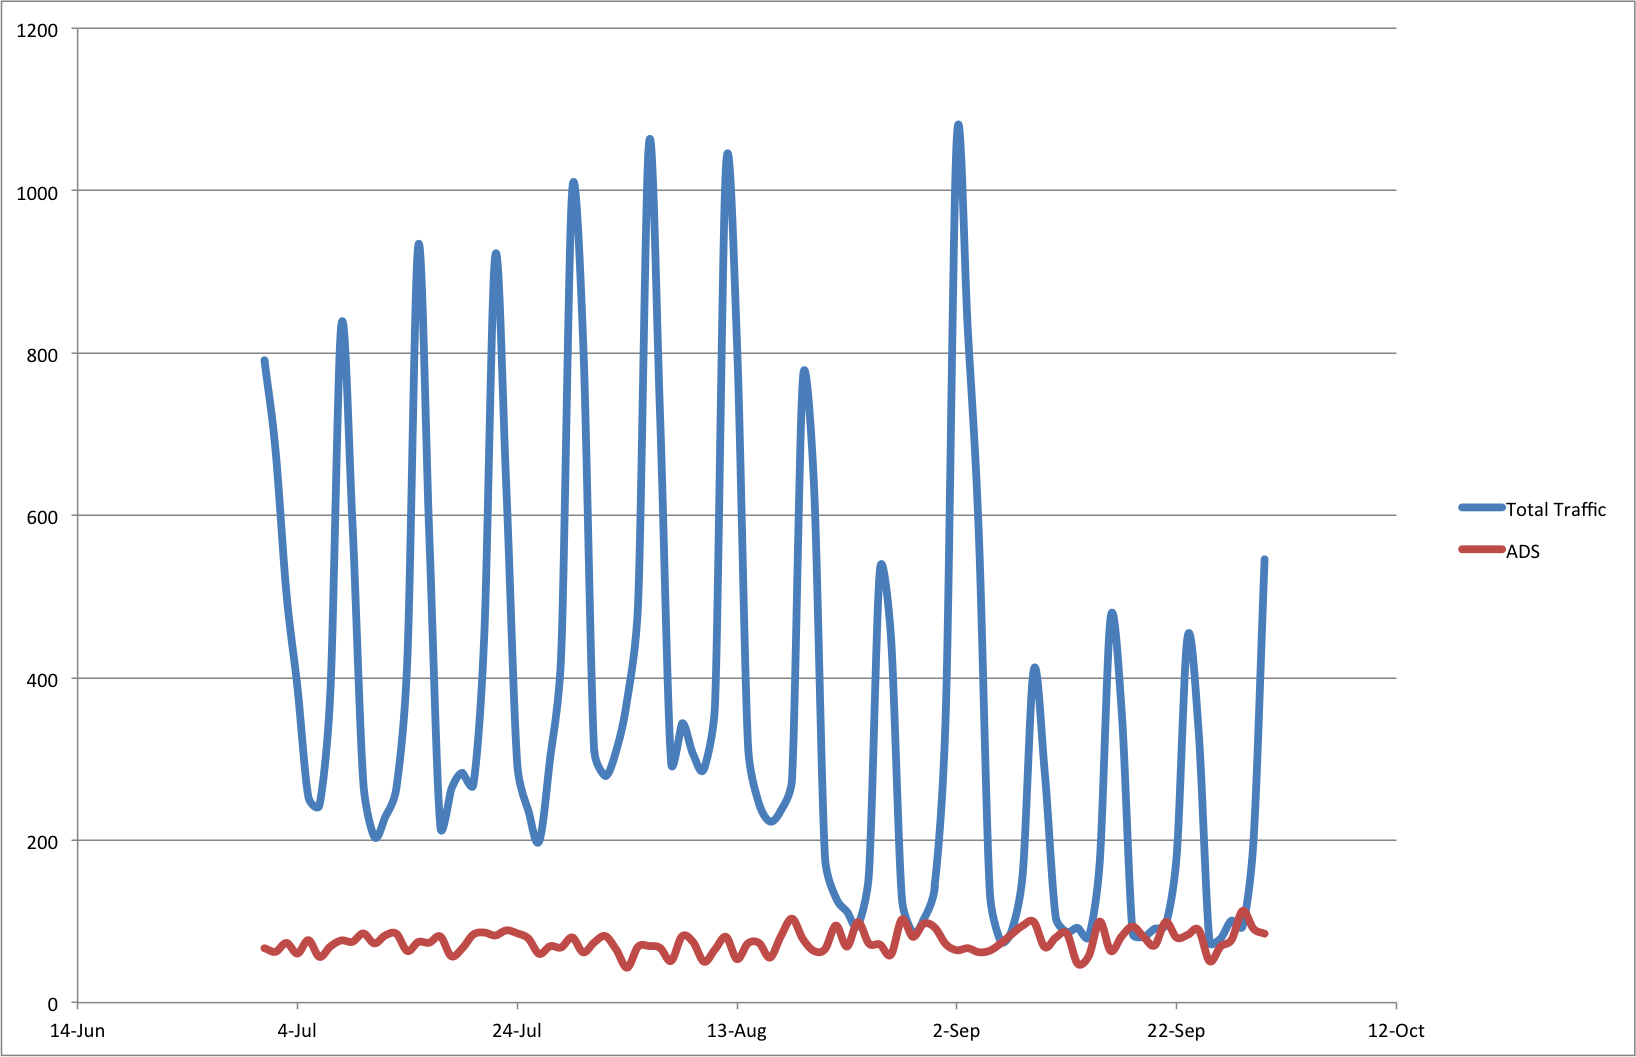 1200
1000
800
600
400
200
0
14-Jun
4-Jul
24-Jul
13-Aug
2-Sep
22-Sep
12-Oct
Total Traffic
ADS